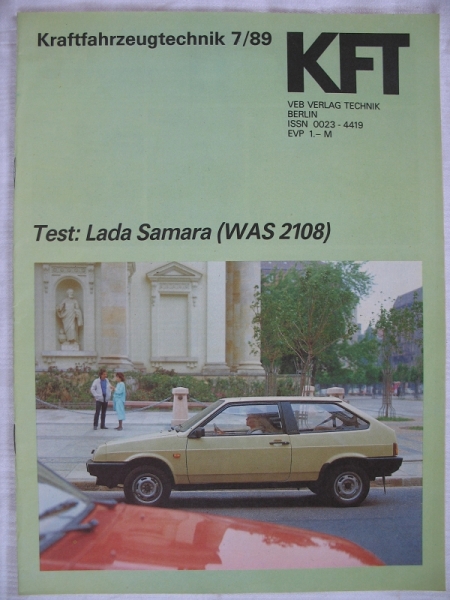 Kraftfahrzeugtechnik 7/89
KFT
VEB VERLAG TECHNIK
BERLIN
ISSN 0023 - 4419
EVP 1.– M
Test: Lada Samara (WAS 2108)